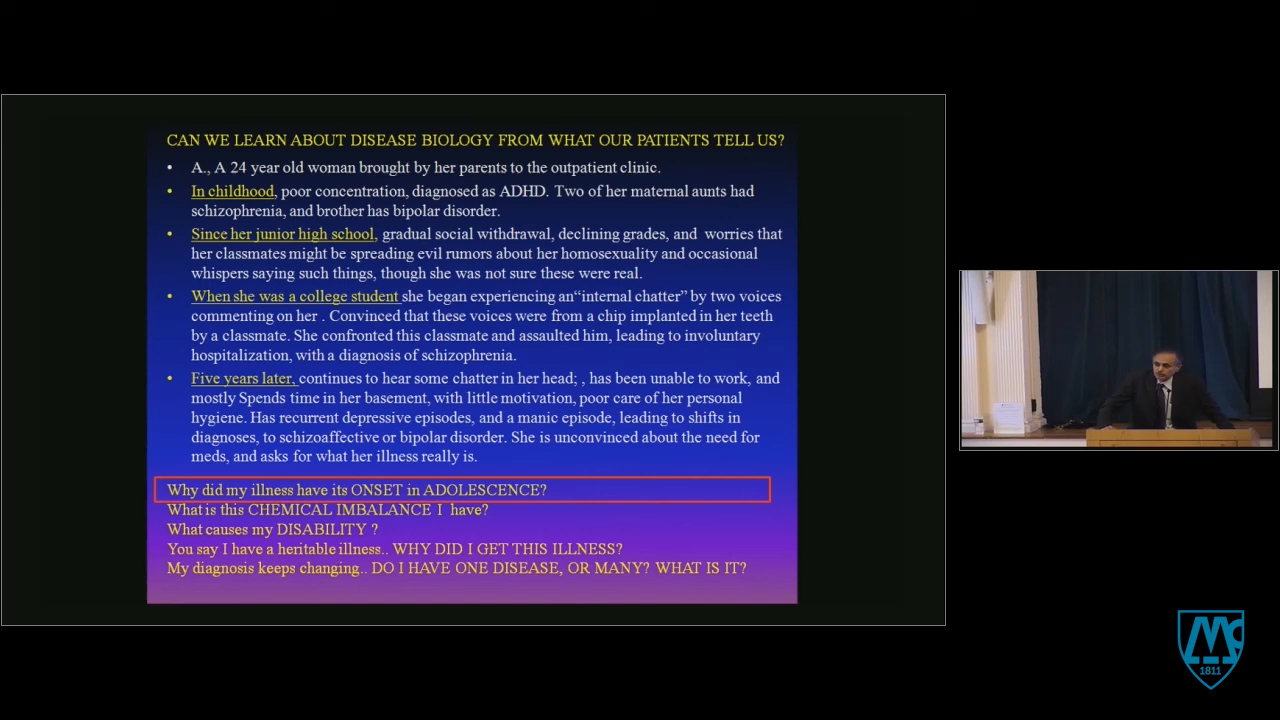 CAN WE LEARN ABOUT DISEASE BIOLOGY FROM WHAT OUR PATIENTS TELL US?
• A., A 24 year old woman brought by her parents to the outpatient clinic.
• In childhood, poor concentration, diagnosed as ADHD. Two of her maternal aunts had
schizophrenia, and brother has bipolar disorder.
• Since her junior high school, gradual social withdrawal, declining grades, and worries that
her classmates might be spreading evil rumors about her homosexuality and occasional
whispers saying such things, though she was not sure these were real.
• When she was a college student she began experiencing an“internal chatter” by two voices
commenting on her . Convinced that these voices were from a chip implanted in her teeth
by a classmate. She confronted this classmate and assaulted him, leading to involuntary
hospitalization, with a diagnosis of schizophrenia.
• Five years later, continues to hear some chatter in her head; , has been unable to work, and
mostly Spends time in her basement, with little motivation, poor care of her personal
hygiene. Has recurrent depressive episodes, and a manic episode, leading to shifts in
diagnoses, to schizoaffective or bipolar disorder. She is unconvinced about the need for
meds, and asks for what her illness really is.
Why did my illness have its ONSET in ADOLESCENCE?
What is this CHEMICAL IMBALANCE I have?
What causes my DISABILITY ?
You say I have a heritable illness.. WHY DID I GET THIS ILLNESS?
My diagnosis keeps changing.. DO I HAVE ONE DISEASE, OR MANY? WHAT IS IT?
Mc
1811